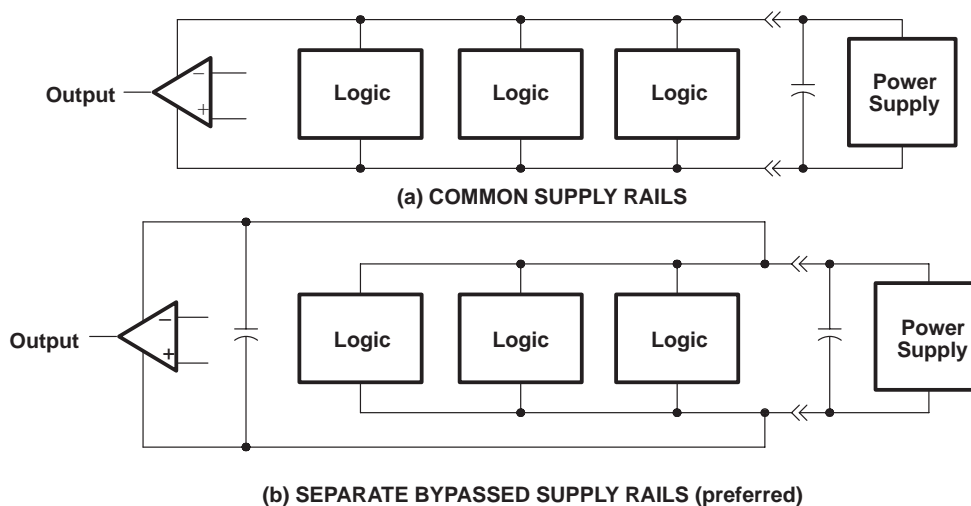 Output
−
+
Logic
Logic
Logic
Power
Supply
(a) COMMON SUPPLY RAILS
Output
−
+
Logic
Logic
Logic
Power
Supply
(b) SEPARATE BYPASSED SUPPLY RAILS (preferred)